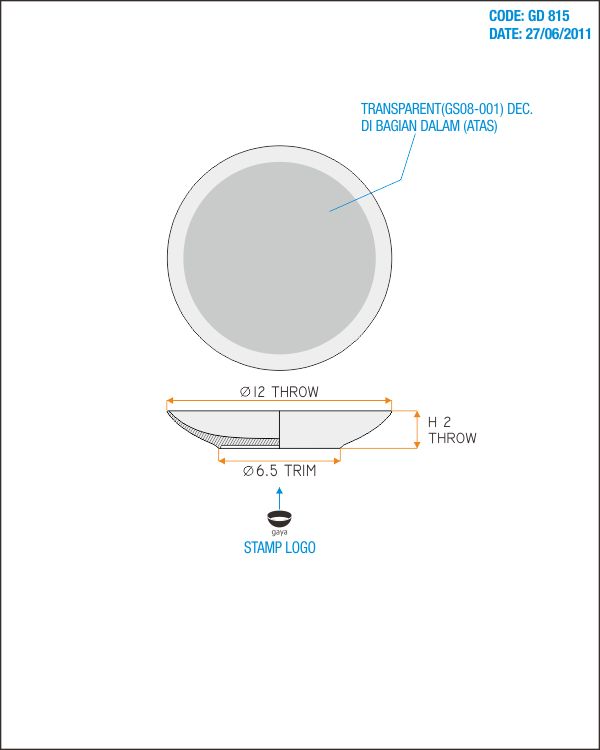 CODE: GD 815
DATE: 27/06/2011
TRANSPARENT(GS08-001) DEC.
DI BAGIAN DALAM (ATAS)
Ø12 THROW
H 2
THROW
Ø6.5 TRIM
gaya
STAMP LOGO